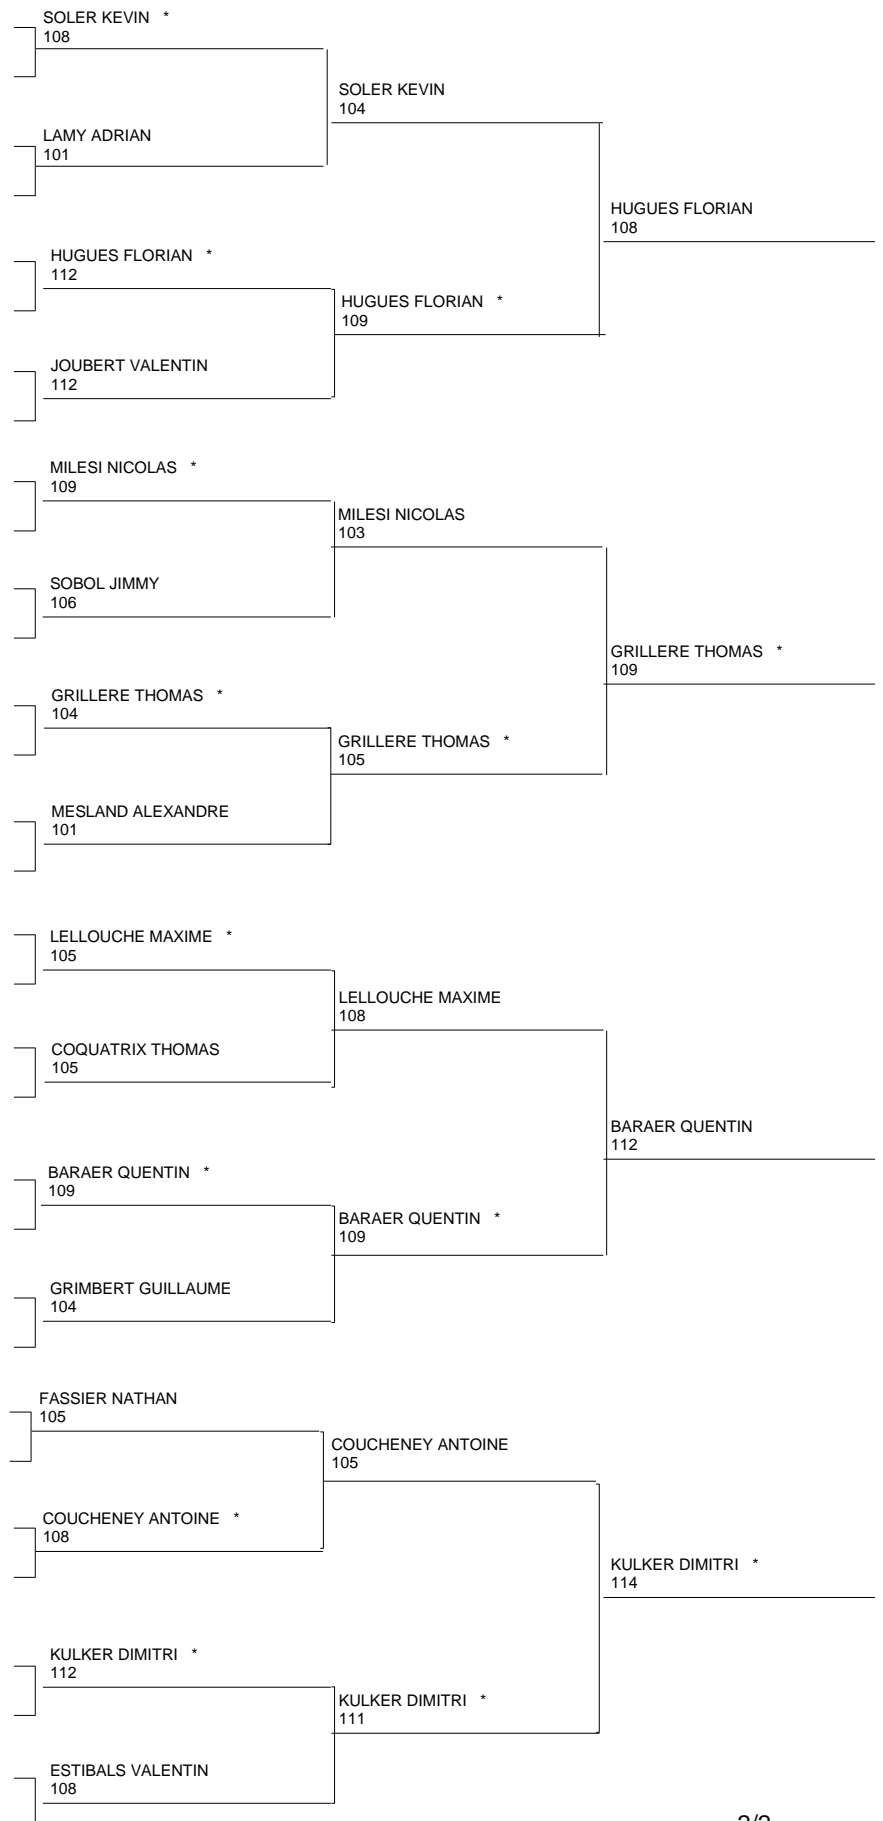 SOLER KEVIN *
108
SOLER KEVIN
104
LAMY ADRIAN
101
HUGUES FLORIAN
108
HUGUES FLORIAN *
112
HUGUES FLORIAN *
109
JOUBERT VALENTIN
112
MILESI NICOLAS *
109
MILESI NICOLAS
103
SOBOL JIMMY
106
GRILLERE THOMAS *
109
GRILLERE THOMAS *
104
GRILLERE THOMAS *
105
MESLAND ALEXANDRE
101
LELLOUCHE MAXIME *
105
LELLOUCHE MAXIME
108
COQUATRIX THOMAS
105
BARAER QUENTIN
112
BARAER QUENTIN *
109
BARAER QUENTIN *
109
GRIMBERT GUILLAUME
104
FASSIER NATHAN
105
COUCHENEY ANTOINE
105
COUCHENEY ANTOINE *
108
KULKER DIMITRI *
114
KULKER DIMITRI *
112
KULKER DIMITRI *
111
ESTIBALS VALENTIN
108